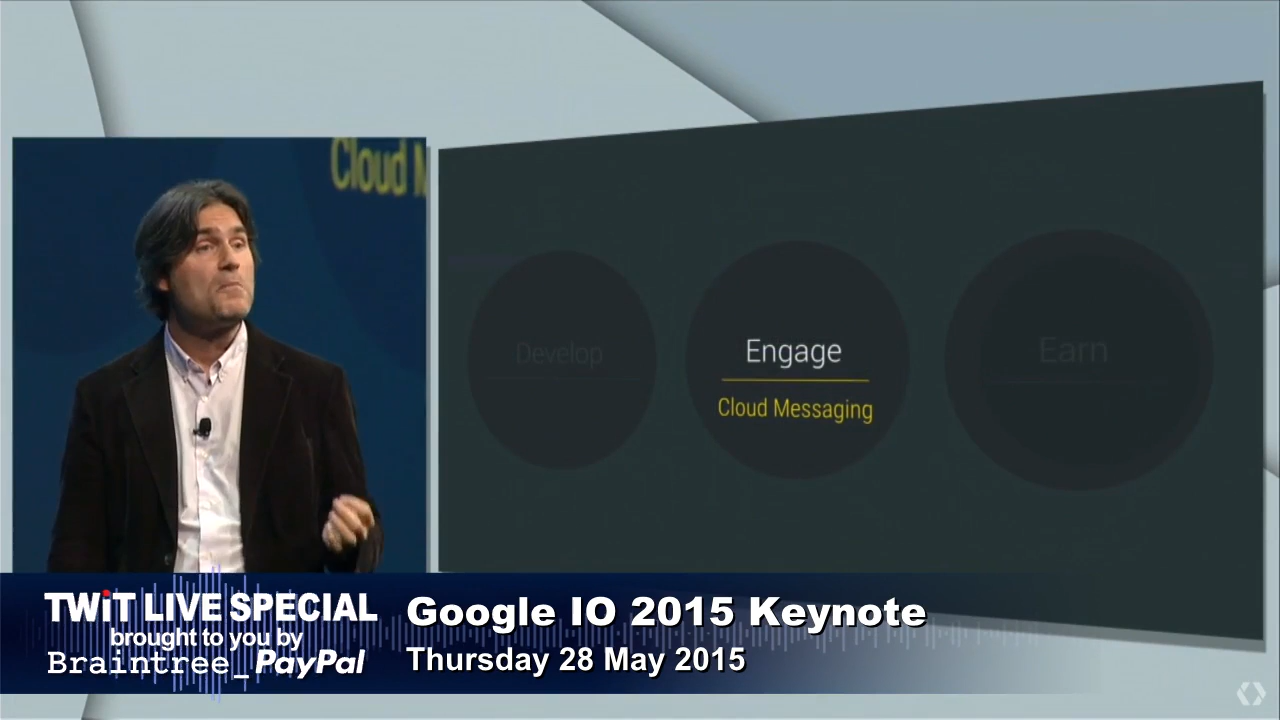 Cloud M
Develop
Engage
Earn
Cloud Messaging
TWiT LIVE SPECIAL
brought to you by
Braintree_PayPal
Google IO 2015 Keynote
Thursday 28 May 2015